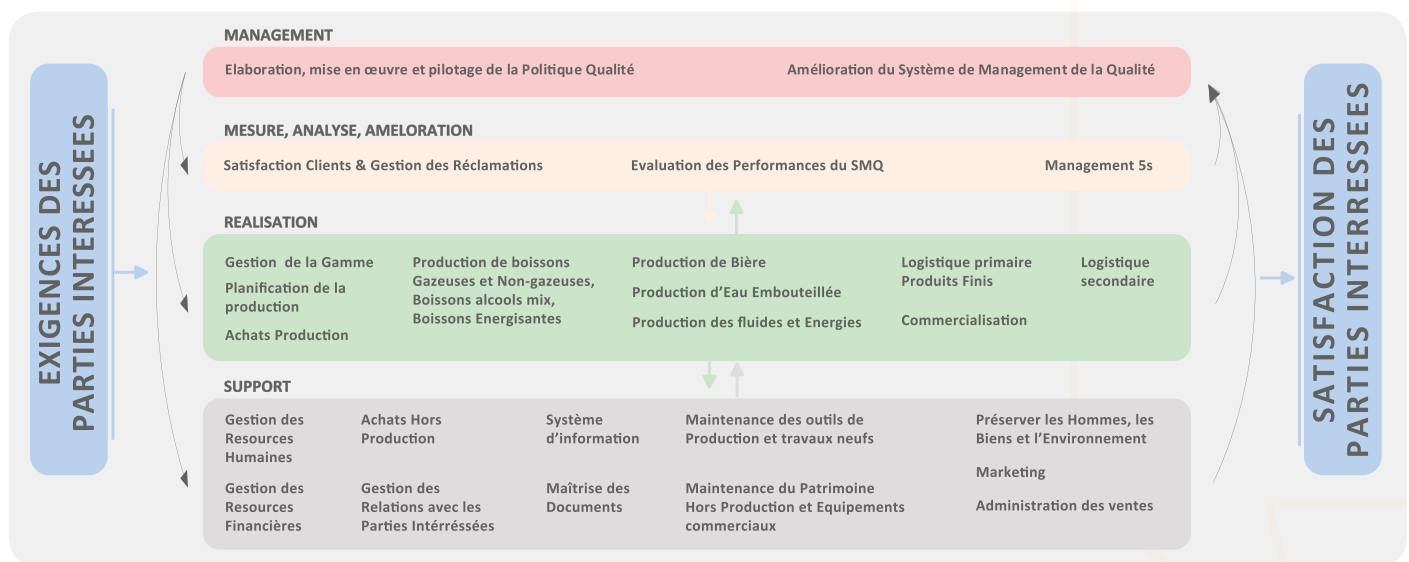 EXIGENCES DES
PARTIES INTERESSEES
MANAGEMENT
Elaboration, mise en œuvre et pilotage de la Politique Qualité
Amélioration du Système de Management de la Qualité
MESURE, ANALYSE, AMELORATION
Satisfaction Clients & Gestion des Réclamations
Evaluation des Performances du SMQ
Management 5s
REALISATION
Gestion de la Gamme
Planification de la
production
Achats Production
Production de boissons
Gazeuses et Non-gazeuses,
Boissons alcools mix,
Boissons Energisantes
Production de Bière
Production d’Eau Embouteillée
Production des fluides et Energies
Logistique primaire
Produits Finis
Commercialisation
Logistique
secondaire
SUPPORT
Gestion des
Resources
Humaines
Gestion des
Resources
Financières
Achats Hors
Production
Gestion des
Relations avec les
Parties Intérréssées
Système
d’information
Maîtrise des
Documents
Maintenance des outils de
Production et travaux neufs
Maintenance du Patrimoine
Hors Production et Equipements
commerciaux
Préserver les Hommes, les
Biens et l’Environnement
Marketing
Administration des ventes
SATISFACTION DES
PARTIES INTERRESSEES